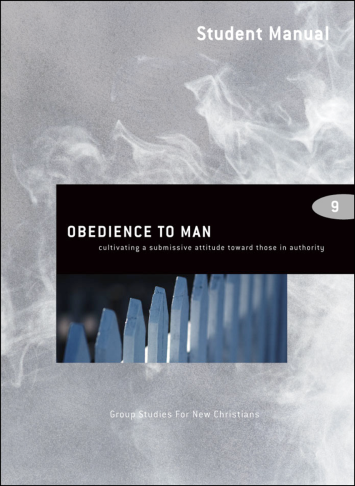 Student Manual
9
OBEDIENCE TO MAN
cultivating a submissive attitude toward those in authority
Group Studies For New Christians